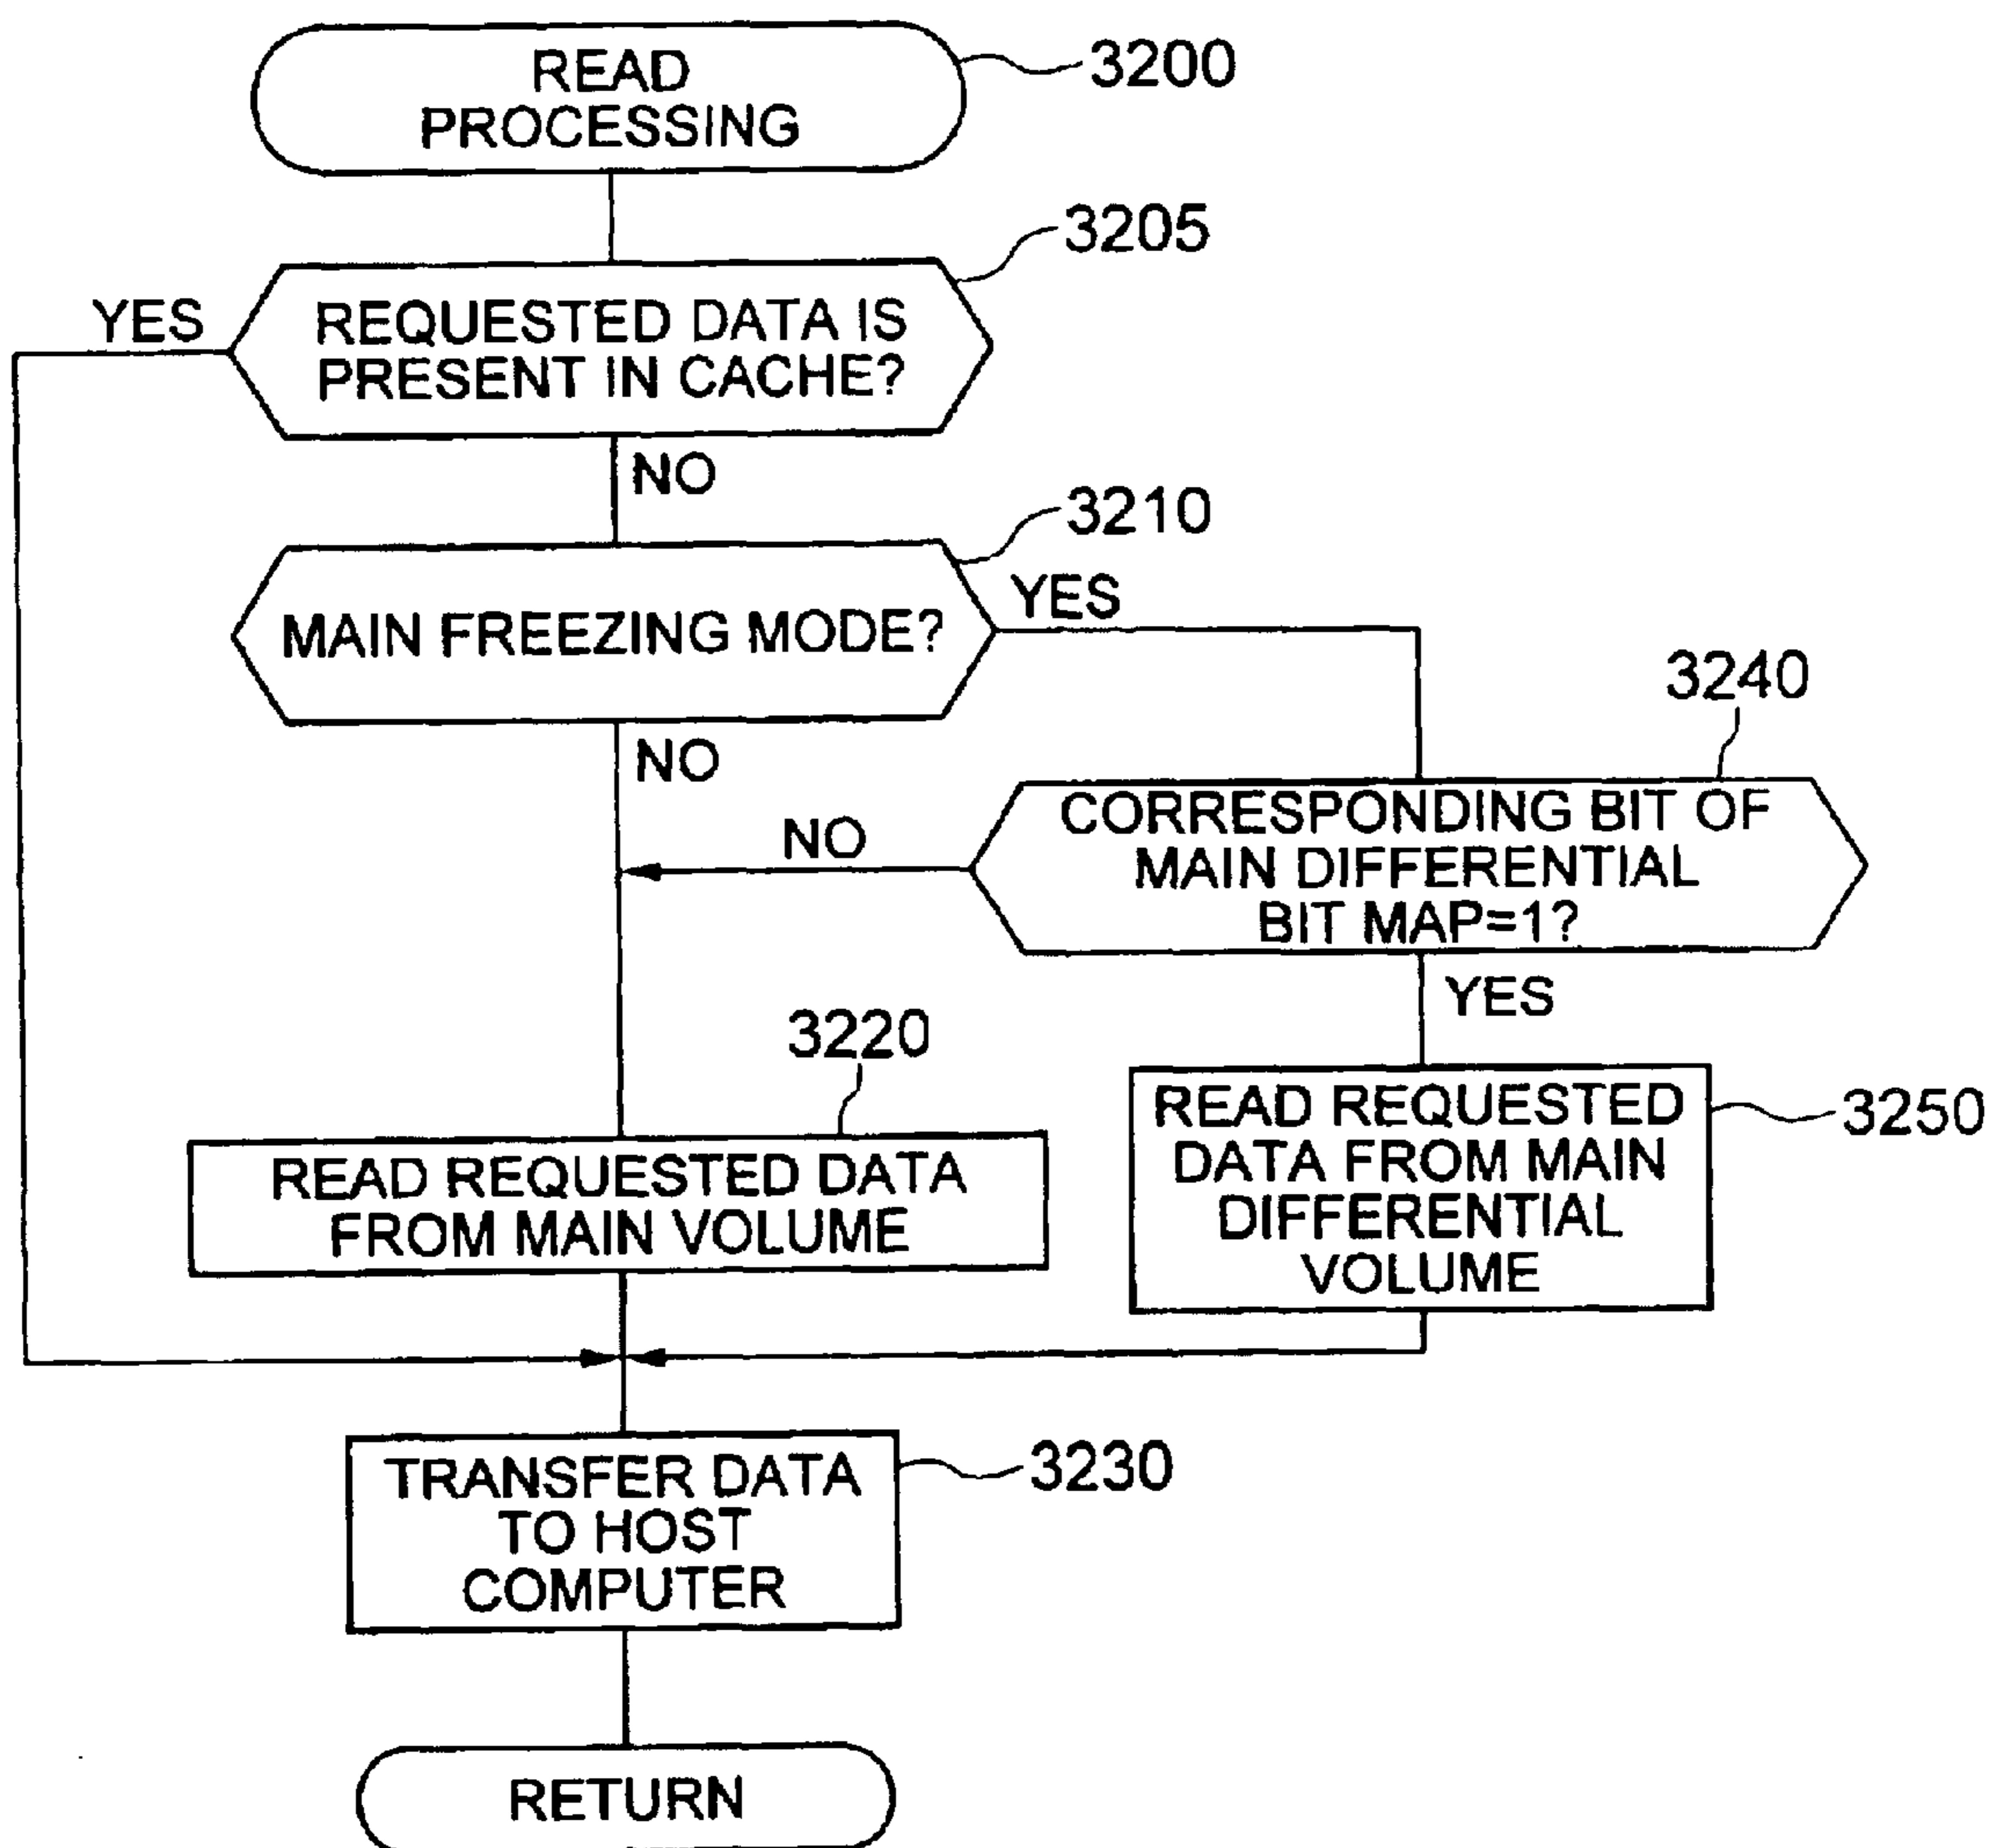 READ
PROCESSING
3200
3205
YES
REQUESTED DATA IS
PRESENT IN CACHE?
NO
3210
MAIN FREEZING MODE?
YES
NO
3240
CORRESPONDING BIT OF
MAIN DIFFERENTIAL
BIT MAP=1?
NO
YES
3220
READ REQUESTED DATA
FROM MAIN VOLUME
READ REQUESTED
DATA FROM MAIN
DIFFERENTIAL
VOLUME
3250
TRANSFER DATA
TO HOST
COMPUTER
3230
RETURN